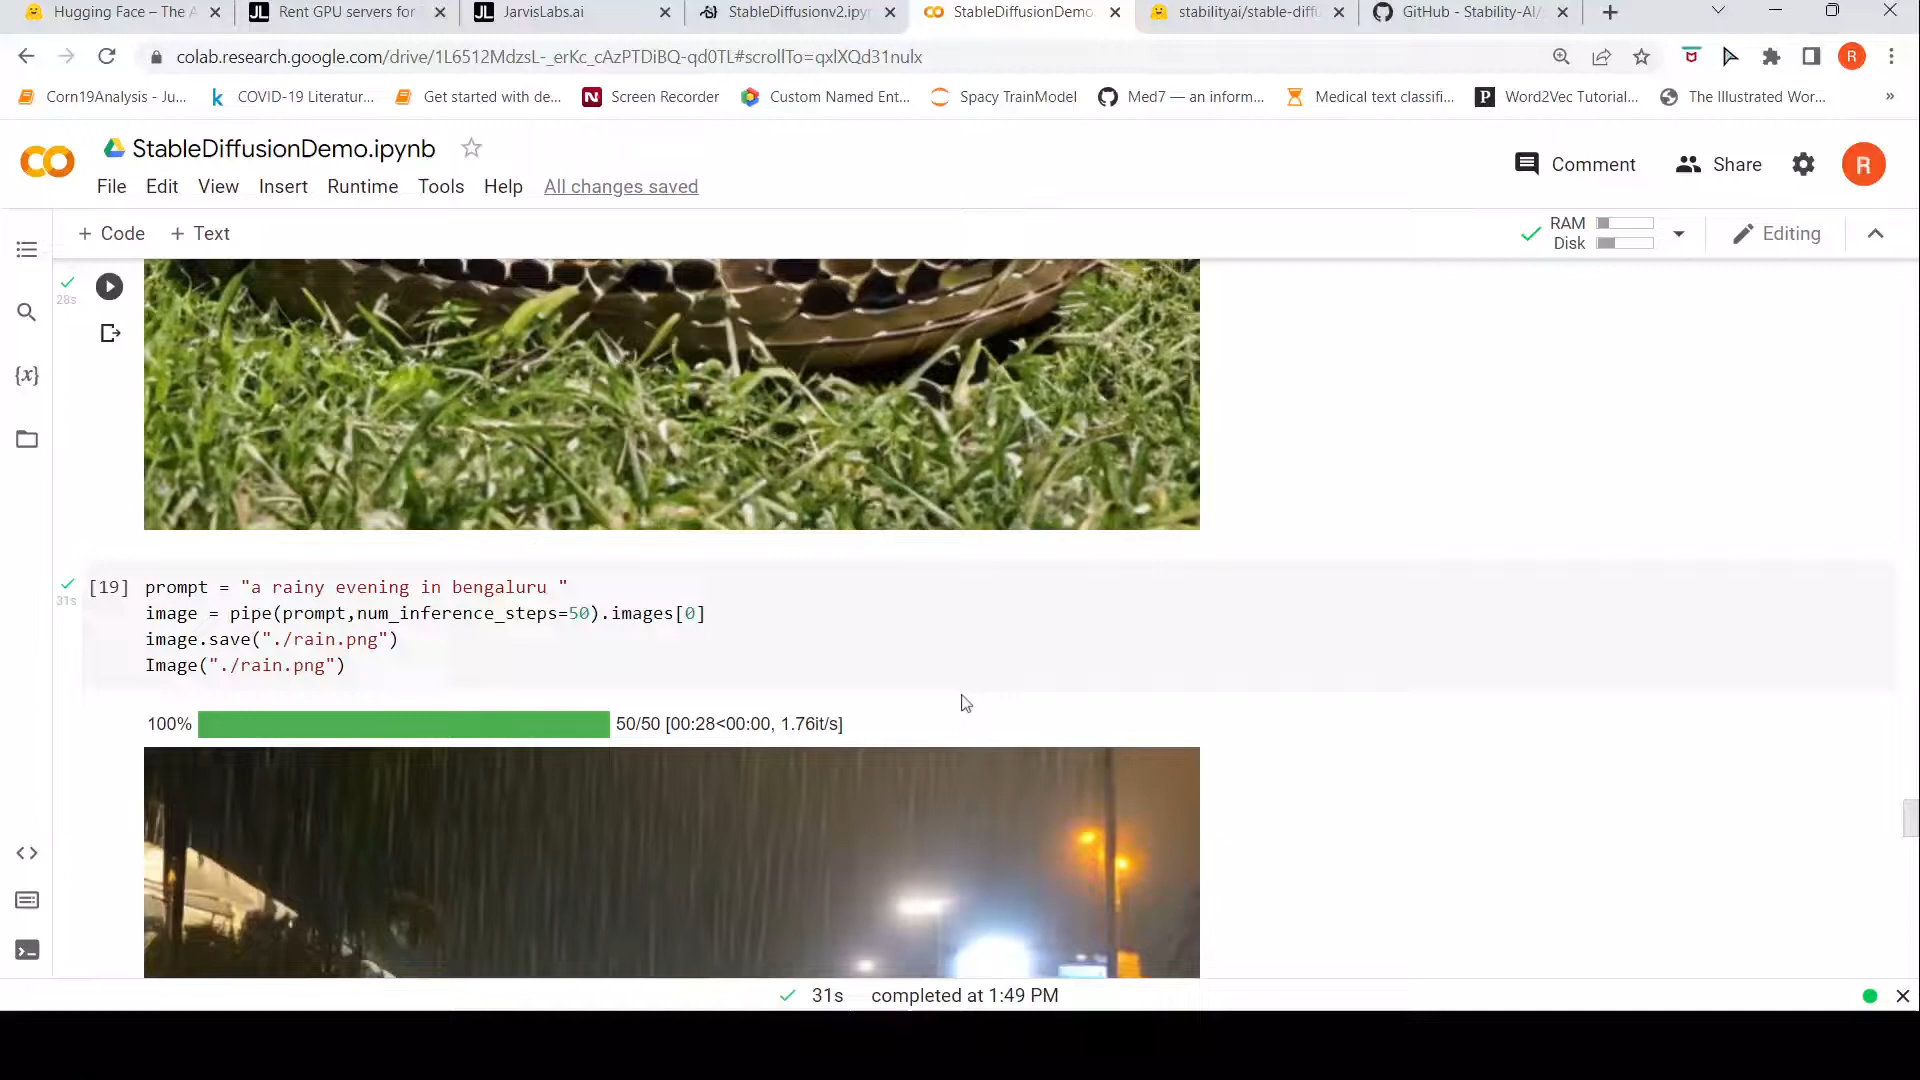 Hugging Face – The A
Rent GPU servers for
JarvisLabs.ai
StableDiffusionv2.ipyn
StableDiffusionDemo.
stabilityai/stable-diffu
GitHub - Stability-AI/s
colab.research.google.com/drive/1L6512MdzsL-_erKc_cAzPTDiBQ-qd0TL#scrollTo=qxlXQd31nulx
R
Corn19Analysis - Ju...
COVID-19 Literatur...
Get started with de...
Screen Recorder
Custom Named Ent...
Spacy TrainModel
Med7 — an inform...
Medical text classifi...
Word2Vec Tutorial...
The Illustrated Wor...
»
StableDiffusionDemo.ipynb
Comment
Share
R
File Edit View Insert Runtime Tools Help All changes saved
+ Code + Text
RAM
Disk
Editing
28s
{x}
31s
[19] prompt = "a rainy evening in bengaluru "
image = pipe(prompt,num_inference_steps=50).images[0]
image.save("./rain.png")
Image("./rain.png")
100% 50/50 [00:28<00:00, 1.76it/s]
31s completed at 1:49 PM